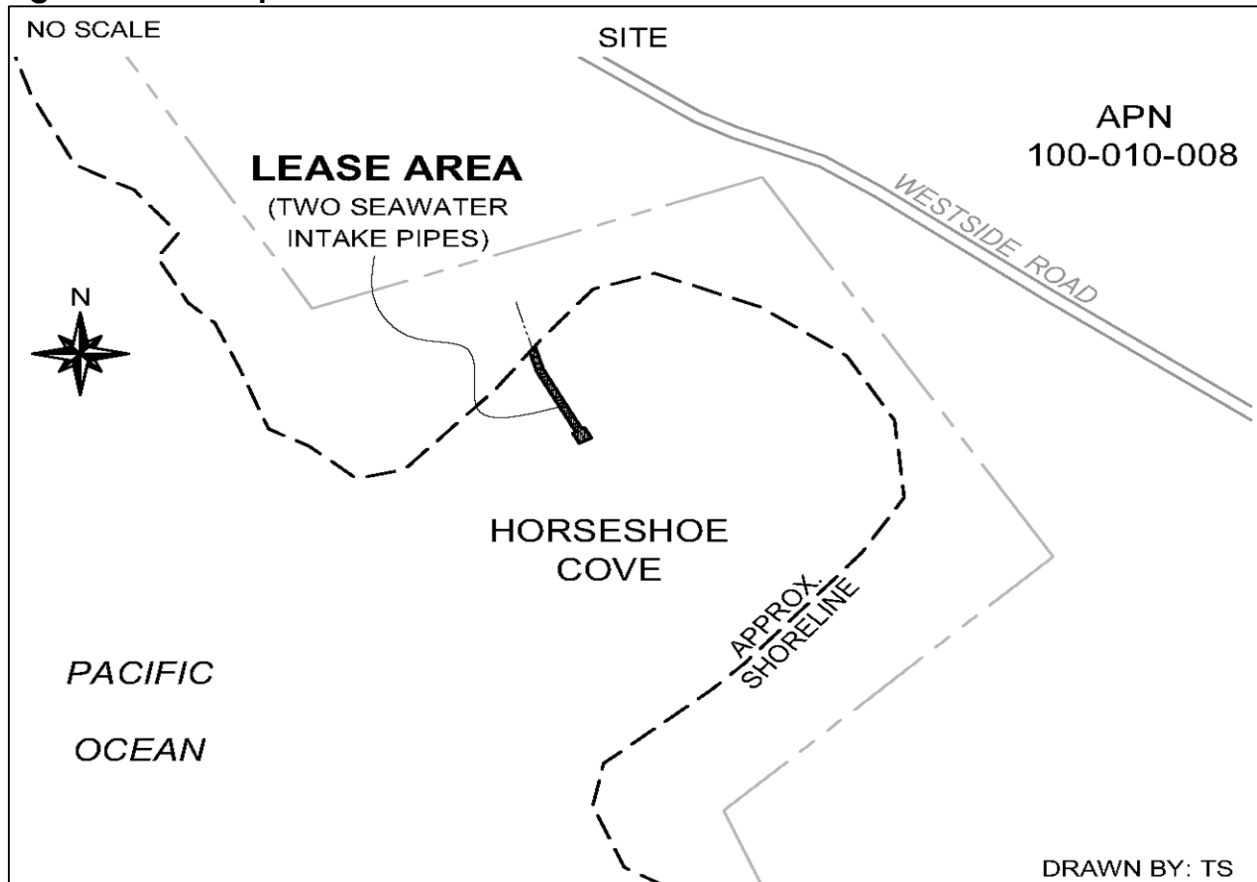 NO SCALE
SITE
APN
100-010-008
LEASE AREA
(TWO SEAWATER
INTAKE PIPES)
WESTSIDE ROAD
N
HORSESHOE
COVE
APPROX.
SHORELINE
PACIFIC
OCEAN
DRAWN BY: TS